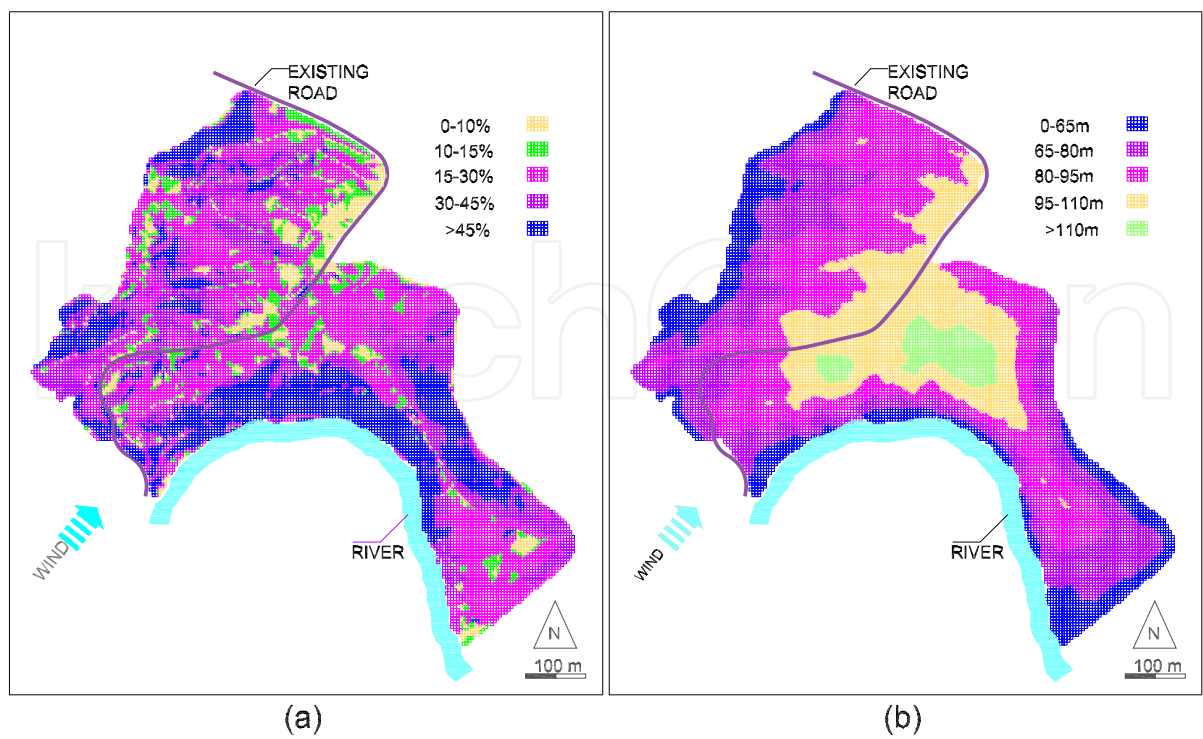 EXISTING
ROAD
0-10%
10-15%
15-30%
30-45%
>45%
WIND
RIVER
N
100 m
(a)
EXISTING
ROAD
0-65m
65-80m
80-95m
95-110m
>110m
WIND
RIVER
N
100 m
(b)